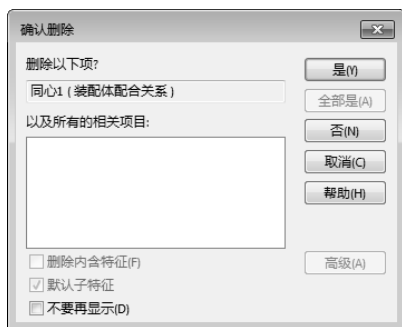 确认删除
删除以下项?
同心1 ( 装配体配合关系 )
以及所有的相关项目:
是(Y)
全部是(A)
否(N)
取消(C)
帮助(H)
删除内含特征(F)
默认子特征
不要再显示(D)
高级(A)